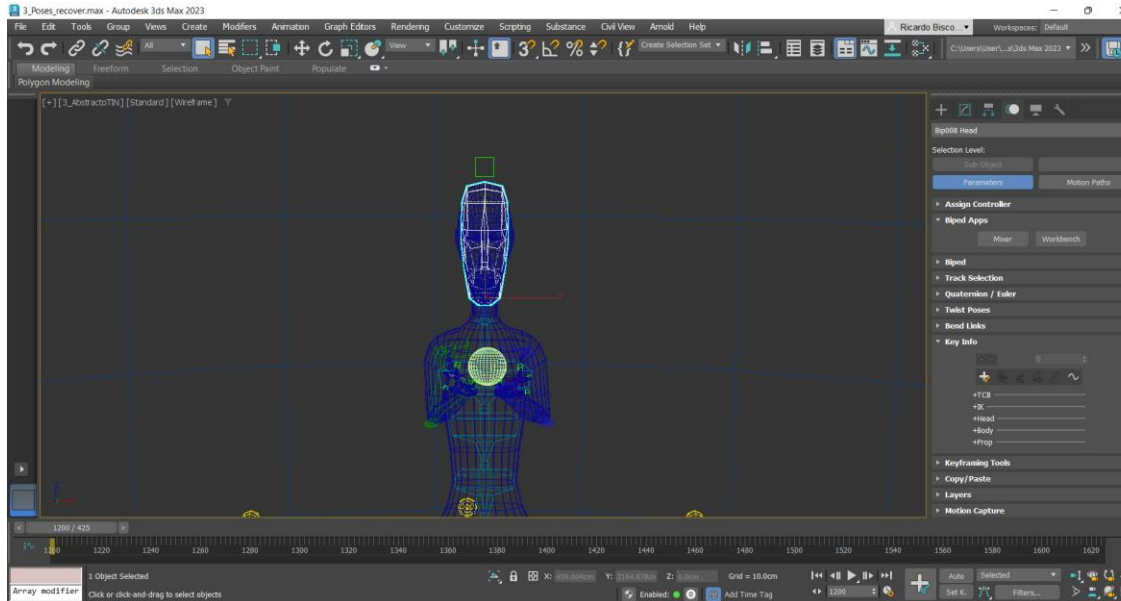 3_Poses_recover.max - Autodesk 3ds Max 2023
File Edit Tools Group Views Create Modifiers Animation Graph Editors Rendering Customize Scripting Substance Civil View Arnold Help Ricardo Bisco ... Workspaces: Default
All View Create Selection Set C:\Users\User\...s\3ds Max 2023
Modeling Freeform Selection Object Paint Populate
Polygon Modeling
[+] [3_AbstractoTIN] [Standard] [Wireframe]
Bip008 Head
Selection Level:
Sub-Object
Parameters Motion Paths
Assign Controller
Biped Apps
Mixer Workbench
Biped
Track Selection
Quaternion / Euler
Twist Poses
Bend Links
Key Info
0
+TCB
+IK
+Head
+Body
+Prop
Keyframing Tools
Copy/Paste
Layers
Motion Capture
1200 / 425
1200 1220 1240 1260 1280 1300 1320 1340 1360 1380 1400 1420 1440 1460 1480 1500 1520 1540 1560 1580 1600 1620
1 Object Selected X: Y: Z: 0.0cm Grid = 10.0cm Auto Selected
Array modifier Click or click-and-drag to select objects Enabled: Add Time Tag 1200 Set K. Filters...